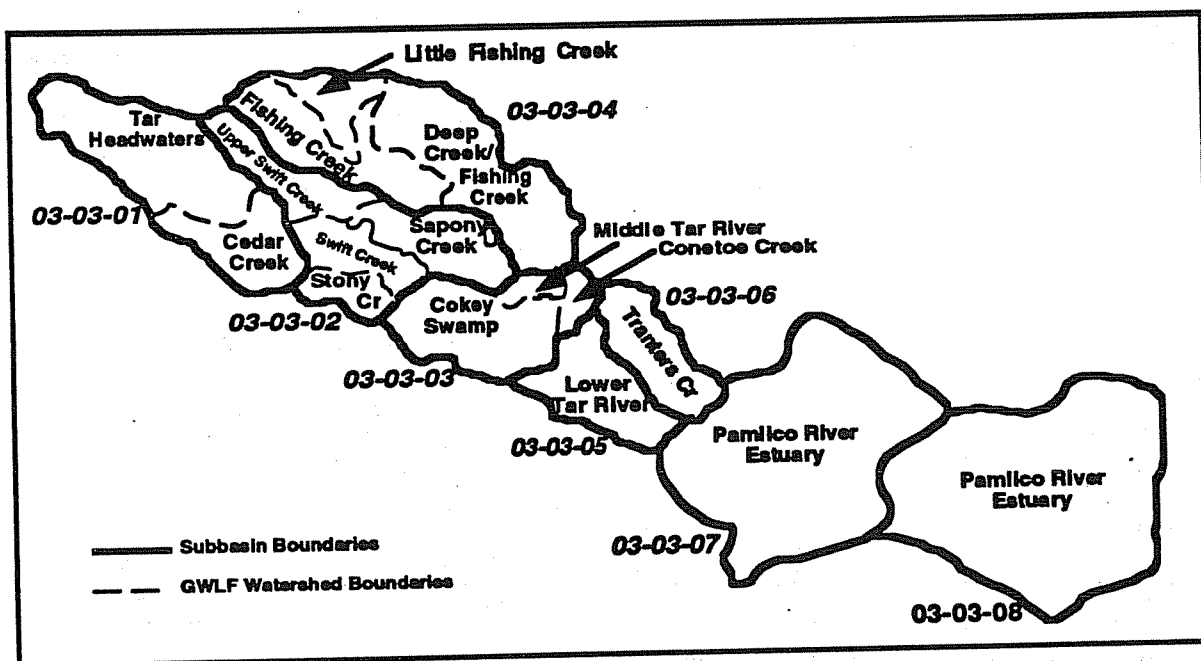 Little Fishing Creek
03-03-04
Tar
Headwaters
Fishing Creek
Upper Swift Creek
Deep
Creek/
Fishing
Creek
03-03-01
Cedar
Creek
Swift Creek
Sapony
Creek
Middle Tar River
Conetoe Creek
Stony
Cr
03-03-02
Cokey
Swamp
03-03-06
Tranters Cr
03-03-03
Lower
Tar River
03-03-05
Pamlico River
Estuary
Pamlico River
Estuary
Subbasin Boundaries
03-03-07
GWLF Watershed Boundaries
03-03-08